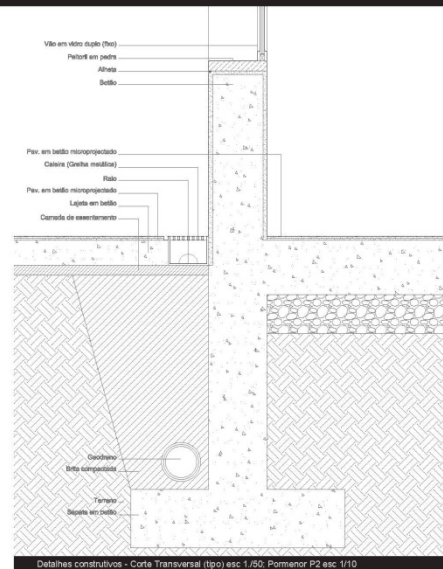 Vão em vidro duplo (fixo)
Peitoril em pedra
Alheta
Betão
Pav. em betão microprojectado
Caleira (Grelha metálica)
Ralo
Pav. em betão microprojectado
Lajeta em betão
Camada de assentamento
Geodreno
Brita compactada
Terreno
Sapata em betão
Detalhes construtivos - Corte Transversal (tipo) esc 1./50; Pormenor P2 esc 1/10